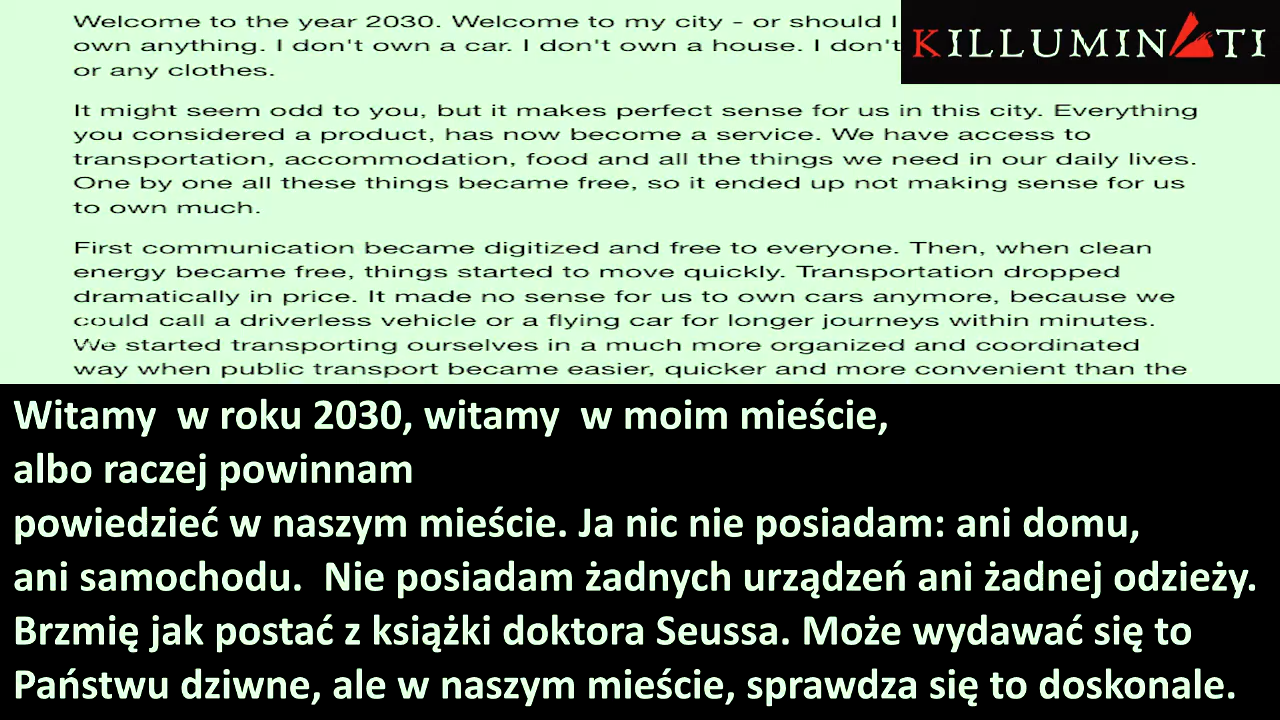 Welcome to the year 2030. Welcome to my city - or should I
own anything. I don't own a car. I don't own a house. I don't
or any clothes.
KILLUMINATI
It might seem odd to you, but it makes perfect sense for us in this city. Everything
you considered a product, has now become a service. We have access to
transportation, accommodation, food and all the things we need in our daily lives.
One by one all these things became free, so it ended up not making sense for us
to own much.
First communication became digitized and free to everyone. Then, when clean
energy became free, things started to move quickly. Transportation dropped
dramatically in price. It made no sense for us to own cars anymore, because we
could call a driverless vehicle or a flying car for longer journeys within minutes.
We started transporting ourselves in a much more organized and coordinated
way when public transport became easier, quicker and more convenient than the
Witamy w roku 2030, witamy w moim mieście,
albo raczej powinnam
powiedzieć w naszym mieście. Ja nic nie posiadam: ani domu,
ani samochodu. Nie posiadam żadnych urządzeń ani żadnej odzieży.
Brzmię jak postać z książki doktora Seussa. Może wydawać się to
Państwu dziwne, ale w naszym mieście, sprawdza się to doskonale.